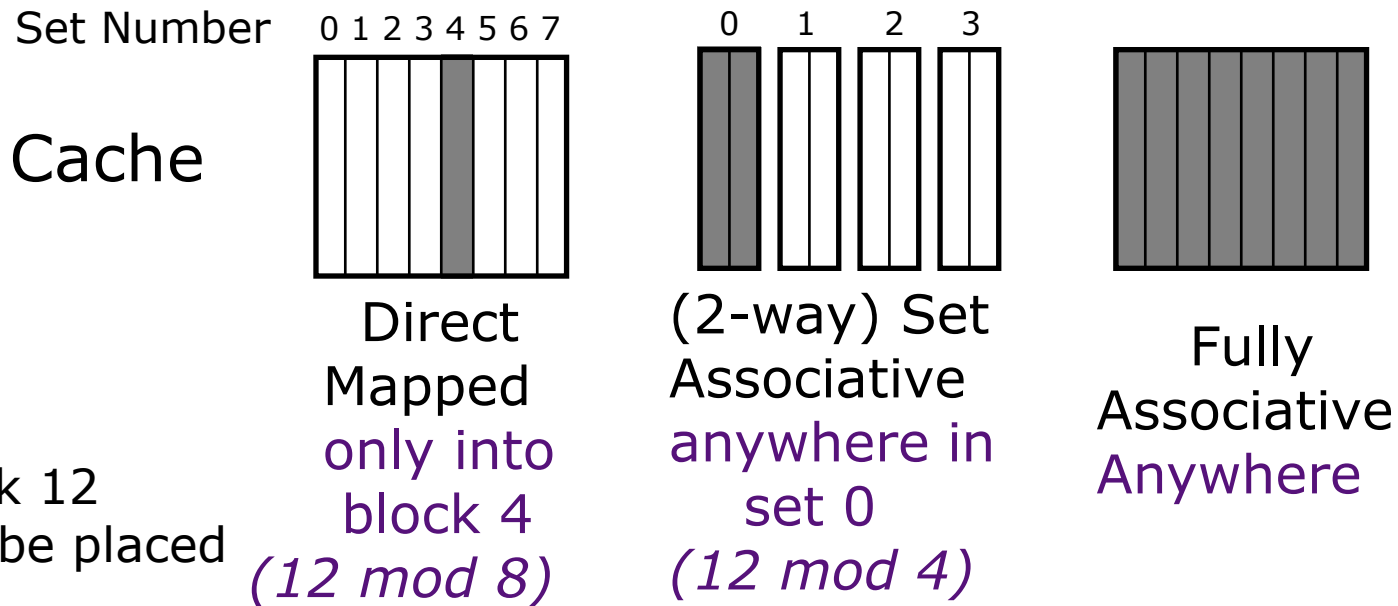 Set Number
0 1 2 3 4 5 6 7
0 1 2 3
Cache
Direct
Mapped
only into
block 4
(12 mod 8)
(2-way) Set
Associative
anywhere in
set 0
(12 mod 4)
Fully
Associative
Anywhere
k 12
be placed